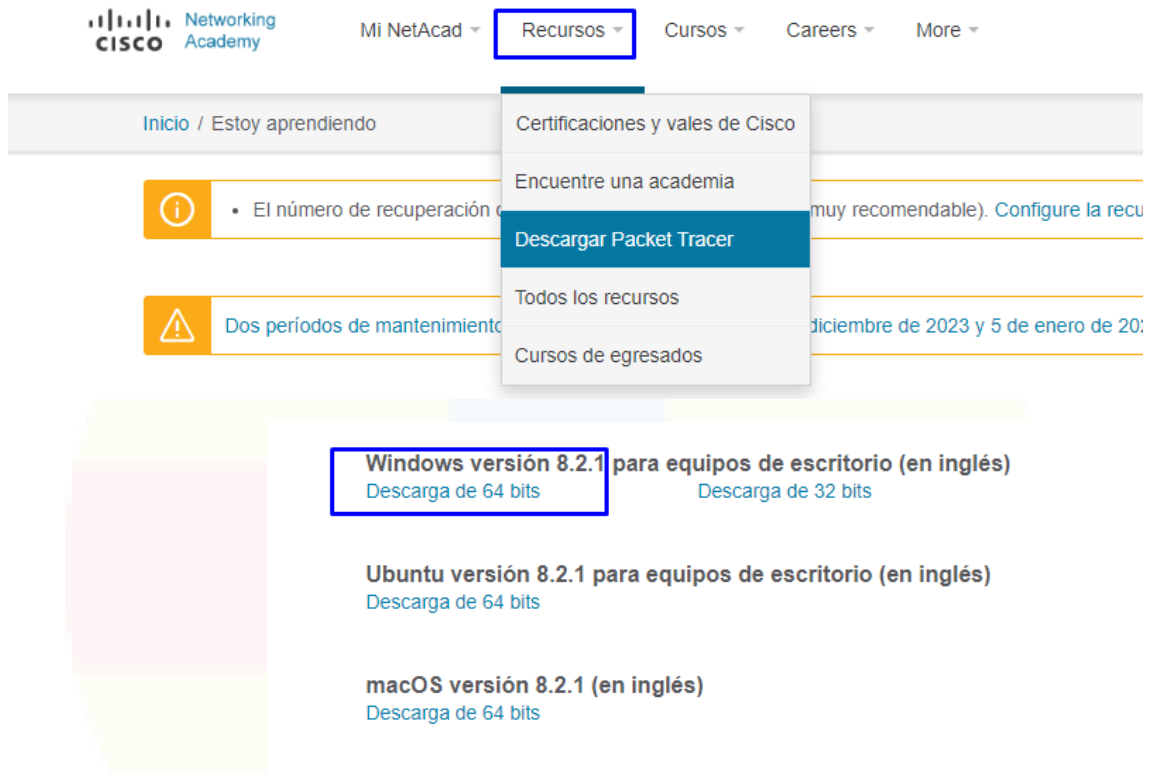 Networking
CISCO Academy
Mi NetAcad Recursos Cursos Careers More
Inicio / Estoy aprendiendo
Certificaciones y vales de Cisco
Encuentre una academia
• El número de recuperación muy recomendable). Configure la recu
Descargar Packet Tracer
Todos los recursos
Dos períodos de mantenimiento diciembre de 2023 y 5 de enero de 202
Cursos de egresados
Windows versión 8.2.1 para equipos de escritorio (en inglés)
Descarga de 64 bits Descarga de 32 bits
Ubuntu versión 8.2.1 para equipos de escritorio (en inglés)
Descarga de 64 bits
macOS versión 8.2.1 (en inglés)
Descarga de 64 bits